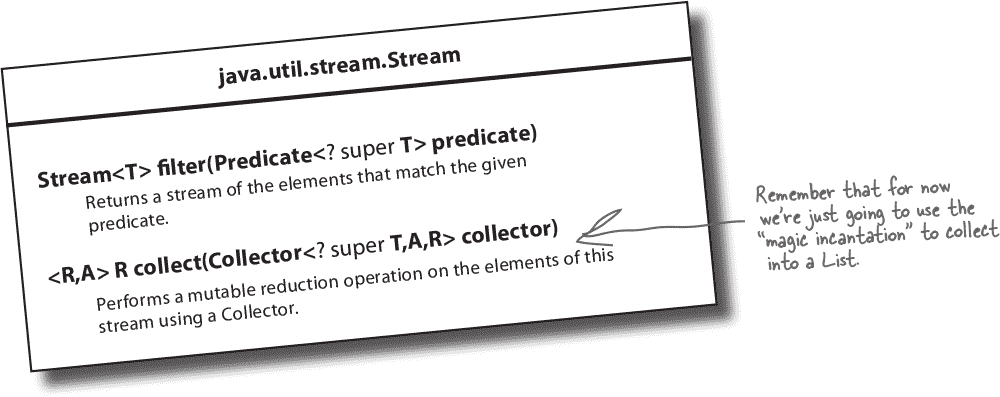 java.util.stream.Stream
Stream<T> filter(Predicate<? super T> predicate)
Returns a stream of the elements that match the given
predicate.
<R,A> R collect(Collector<? super T,A,R> collector)
Performs a mutable reduction operation on the elements of this
stream using a Collector.
Remember that for now
we're just going to use the
“magic incantation” to collect
into a List.